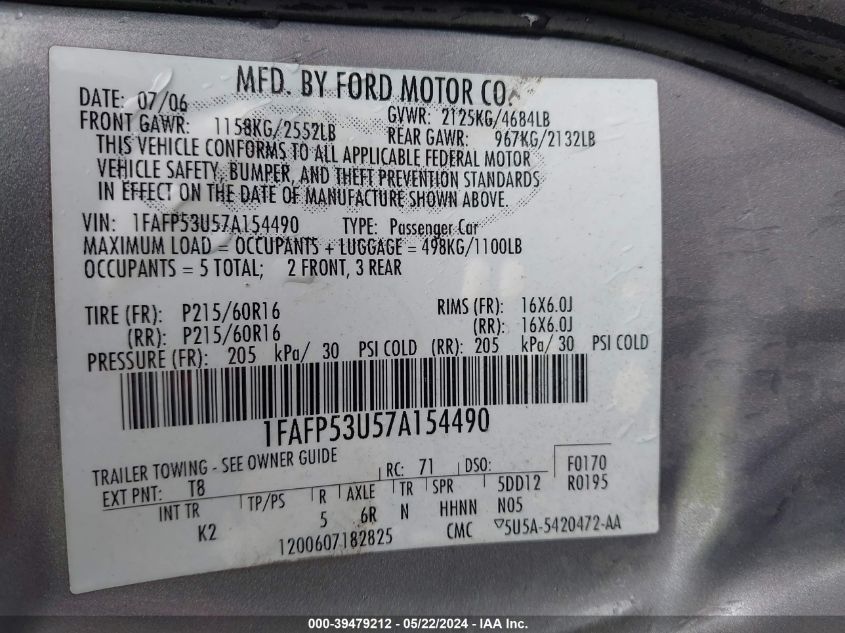 MFD. BY FORD MOTOR CO.
DATE: 07/06 GVWR: 2125KG/4684LB
FRONT GAWR: 1158KG/2552LB REAR GAWR: 967KG/2132LB
THIS VEHICLE CONFORMS TO ALL APPLICABLE FEDERAL MOTOR
VEHICLE SAFETY, BUMPER, AND THEFT PREVENTION STANDARDS
IN EFFECT ON THE DATE OF MANUFACTURE SHOWN ABOVE.
VIN: 1FAFP53U57A154490 TYPE: Passenger Car
MAXIMUM LOAD = OCCUPANTS + LUGGAGE = 498KG/1100LB
OCCUPANTS = 5 TOTAL; 2 FRONT, 3 REAR
TIRE (FR): P215/60R16 RIMS (FR): 16X6.0J
(RR): P215/60R16 (RR): 16X6.0J
PRESSURE (FR): 205 kPa/ 30 PSI COLD (RR): 205 kPa/ 30 PSI COLD
1FAFP53U57A154490
TRAILER TOWING - SEE OWNER GUIDE RC: 71 DSO: F0170
EXT PNT: T8 R0195
INT TR TP/PS R AXLE TR SPR 5DD12
K2 5 6R N HHNN N05
1200607182825 CMC 5U5A-5420472-AA
000-39479212 - 05/22/2024 - IAA Inc.